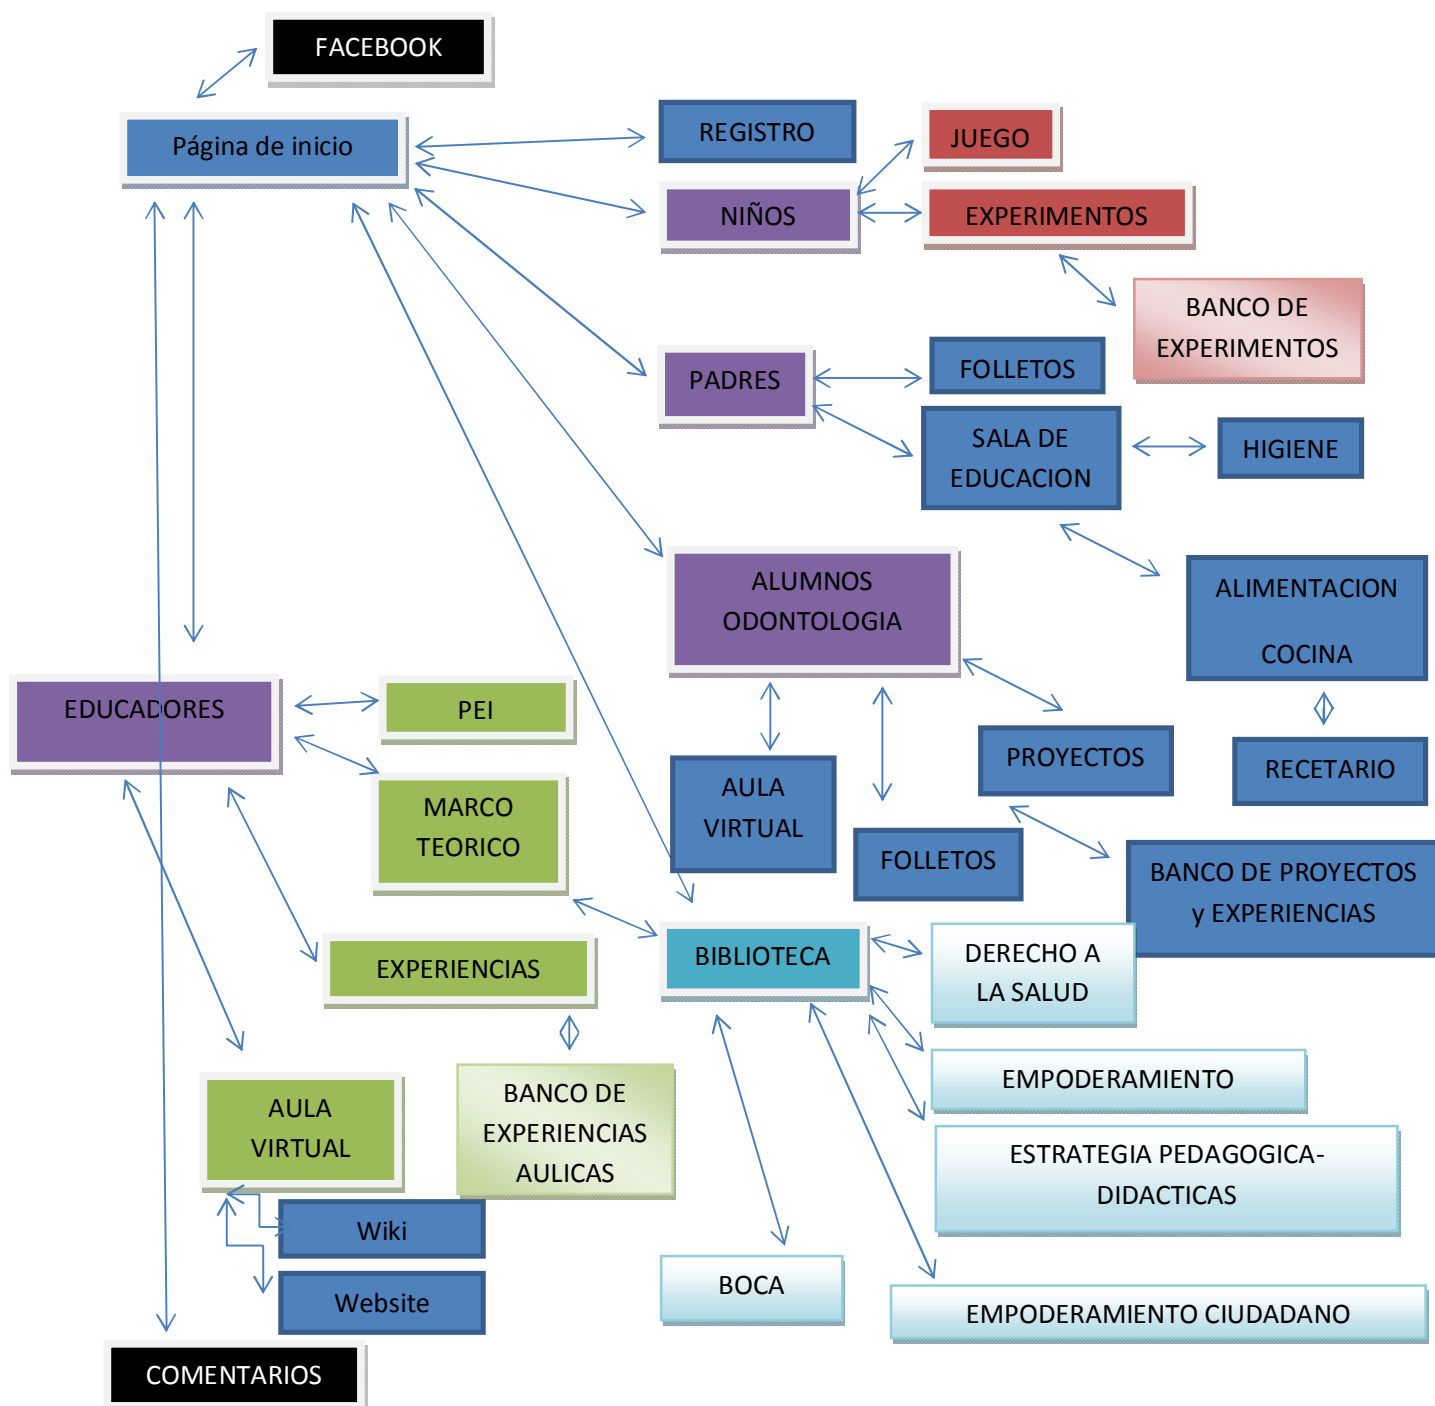 FACEBOOK
Página de inicio
REGISTRO
JUEGO
NIÑOS
EXPERIMENTOS
BANCO DE
EXPERIMENTOS
PADRES
FOLLETOS
SALA DE
EDUCACION
HIGIENE
ALUMNOS
ODONTOLOGIA
ALIMENTACION
COCINA
EDUCADORES
PEI
PROYECTOS
RECETARIO
MARCO
TEORICO
AULA
VIRTUAL
FOLLETOS
BANCO DE PROYECTOS
y EXPERIENCIAS
EXPERIENCIAS
BIBLIOTECA
DERECHO A
LA SALUD
AULA
VIRTUAL
BANCO DE
EXPERIENCIAS
AULICAS
EMPODERAMIENTO
ESTRATEGIA PEDAGOGICA-
DIDACTICAS
Wiki
Website
BOCA
EMPODERAMIENTO CIUDADANO
COMENTARIOS